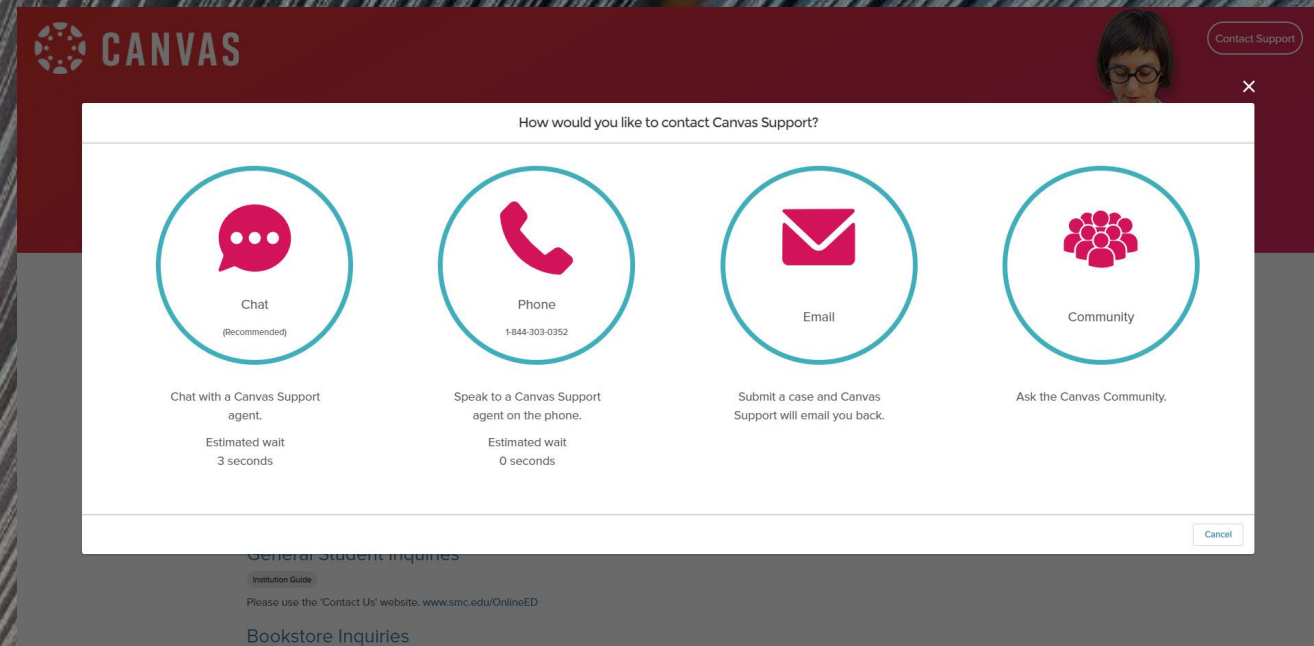 CANVAS
Contact Support
How would you like to contact Canvas Support?
Chat
(Recommended)
Chat with a Canvas Support
agent.
Estimated wait
3 seconds
Phone
1-844-303-0352
Speak to a Canvas Support
agent on the phone.
Estimated wait
0 seconds
Email
Submit a case and Canvas
Support will email you back.
Community
Ask the Canvas Community.
Cancel
General Student Inquiries
Institution Guide
Please use the 'Contact Us' website. www.smc.edu/OnlineED
Bookstore Inquiries